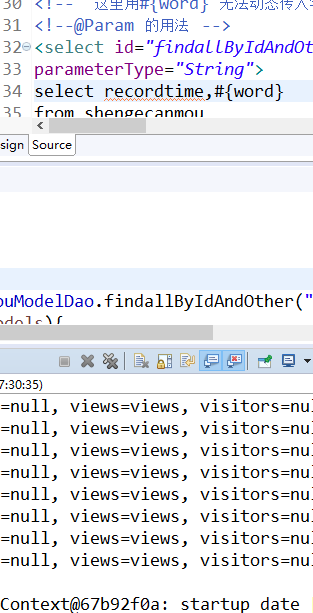 30 <!-- 这里用#{word} 无法动态传入
31 <!--@Param 的用法 -->
32 <select id="findallByIdAndOt
33 parameterType="String">
34 select recordtime,#{word}
35 from shengecanmou
sign Source
ouModelDao.findallByIdAndOther("
odels){
7:30:35)
=null, views=views, visitors=nul
=null, views=views, visitors=nul
=null, views=views, visitors=nul
=null, views=views, visitors=nul
=null, views=views, visitors=nul
=null, views=views, visitors=nul
=null, views=views, visitors=nul
=null, views=views, visitors=nul
Context@67b92f0a: startup date